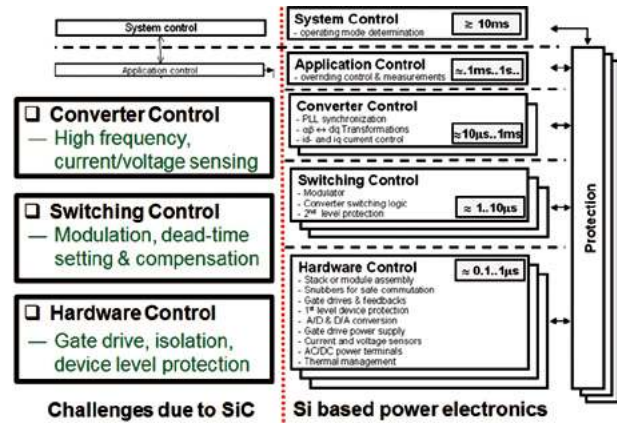 System control
Application control
❑ Converter Control
— High frequency,
current/voltage sensing
❑ Switching Control
— Modulation, dead-time
setting & compensation
❑ Hardware Control
— Gate drive, isolation,
device level protection
Challenges due to SiC
System Control
- operating mode determination
≥ 10ms
Application Control
- overriding control & measurements
≈.1ms..1s..
Converter Control
- PLL synchronization
- αβ ↔ dq Transformations
- id- and iq current control
≈10µs..1ms
Switching Control
- Modulator
- Converter switching logic
- 2nd level protection
≈ 1..10µs
Hardware Control
≈ 0.1..1µs
- Stack or module assembly
- Snubbers for safe commutation
- Gate drives & feedbacks
- 1st level device protection
- A/D & D/A conversion
- Gate drive power supply
- Current and voltage sensors
- AC/DC power terminals
- Thermal management
Si based power electronics
Protection